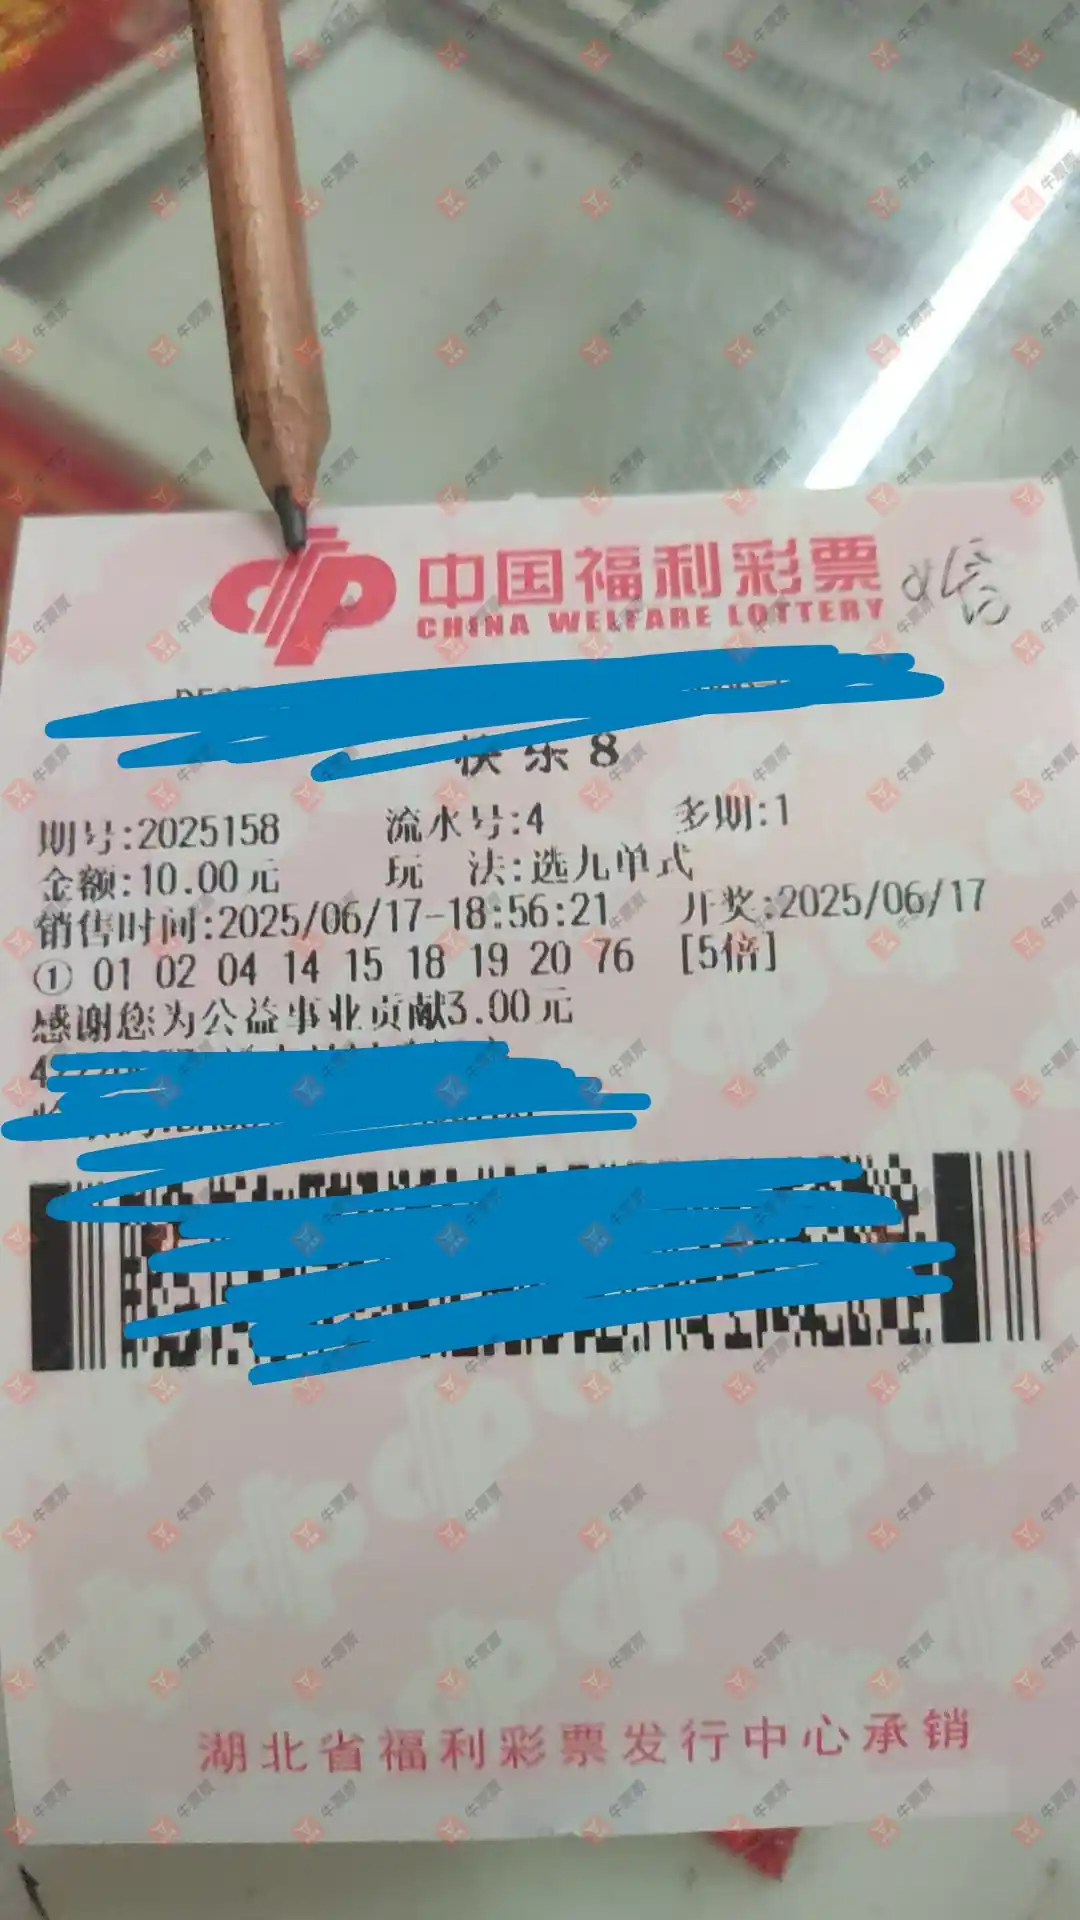 中国福利彩票
CHINA WELFARE LOTTERY
快乐8
期号:2025158 流水号:4 多期:1
金额:10.00元 玩 法:选九单式
销售时间:2025/06/17-18:56:21 开奖:2025/06/17
① 01 02 04 14 15 18 19 20 76 [5倍]
感谢您为公益事业贡献3.00元
湖北省福利彩票发行中心承销
牛票票